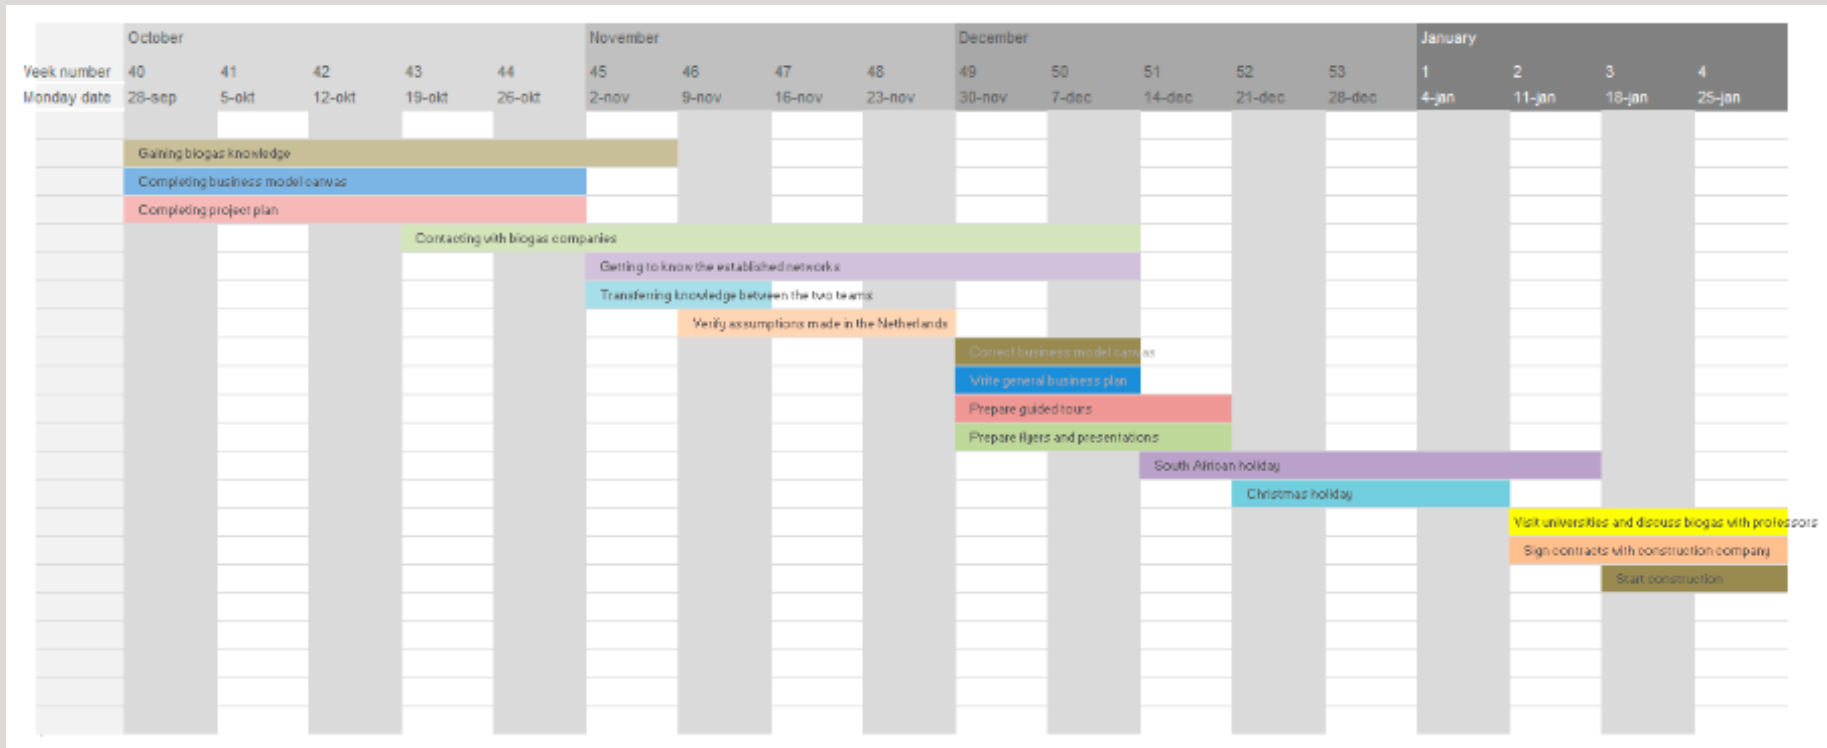 October November December January
Week number 40 41 42 43 44 45 46 47 48 49 50 51 52 53 1 2 3 4
Monday date 28-sep 5-okt 12-okt 19-okt 26-okt 2-nov 9-nov 16-nov 23-nov 30-nov 7-dec 14-dec 21-dec 28-dec 4-jan 11-jan 18-jan 25-jan
Gaining biogas knowledge
Completing business model canvas
Completing project plan
Contacting with biogas companies
Getting to know the established networks
Transferring knowledge between the two teams
Verify assumptions made in the Netherlands
Correct business model canvas
Write general business plan
Prepare guided tours
Prepare flyers and presentations
South African holiday
Christmas holiday
Visit universities and discuss biogas with professors
Sign contracts with construction company
Start construction